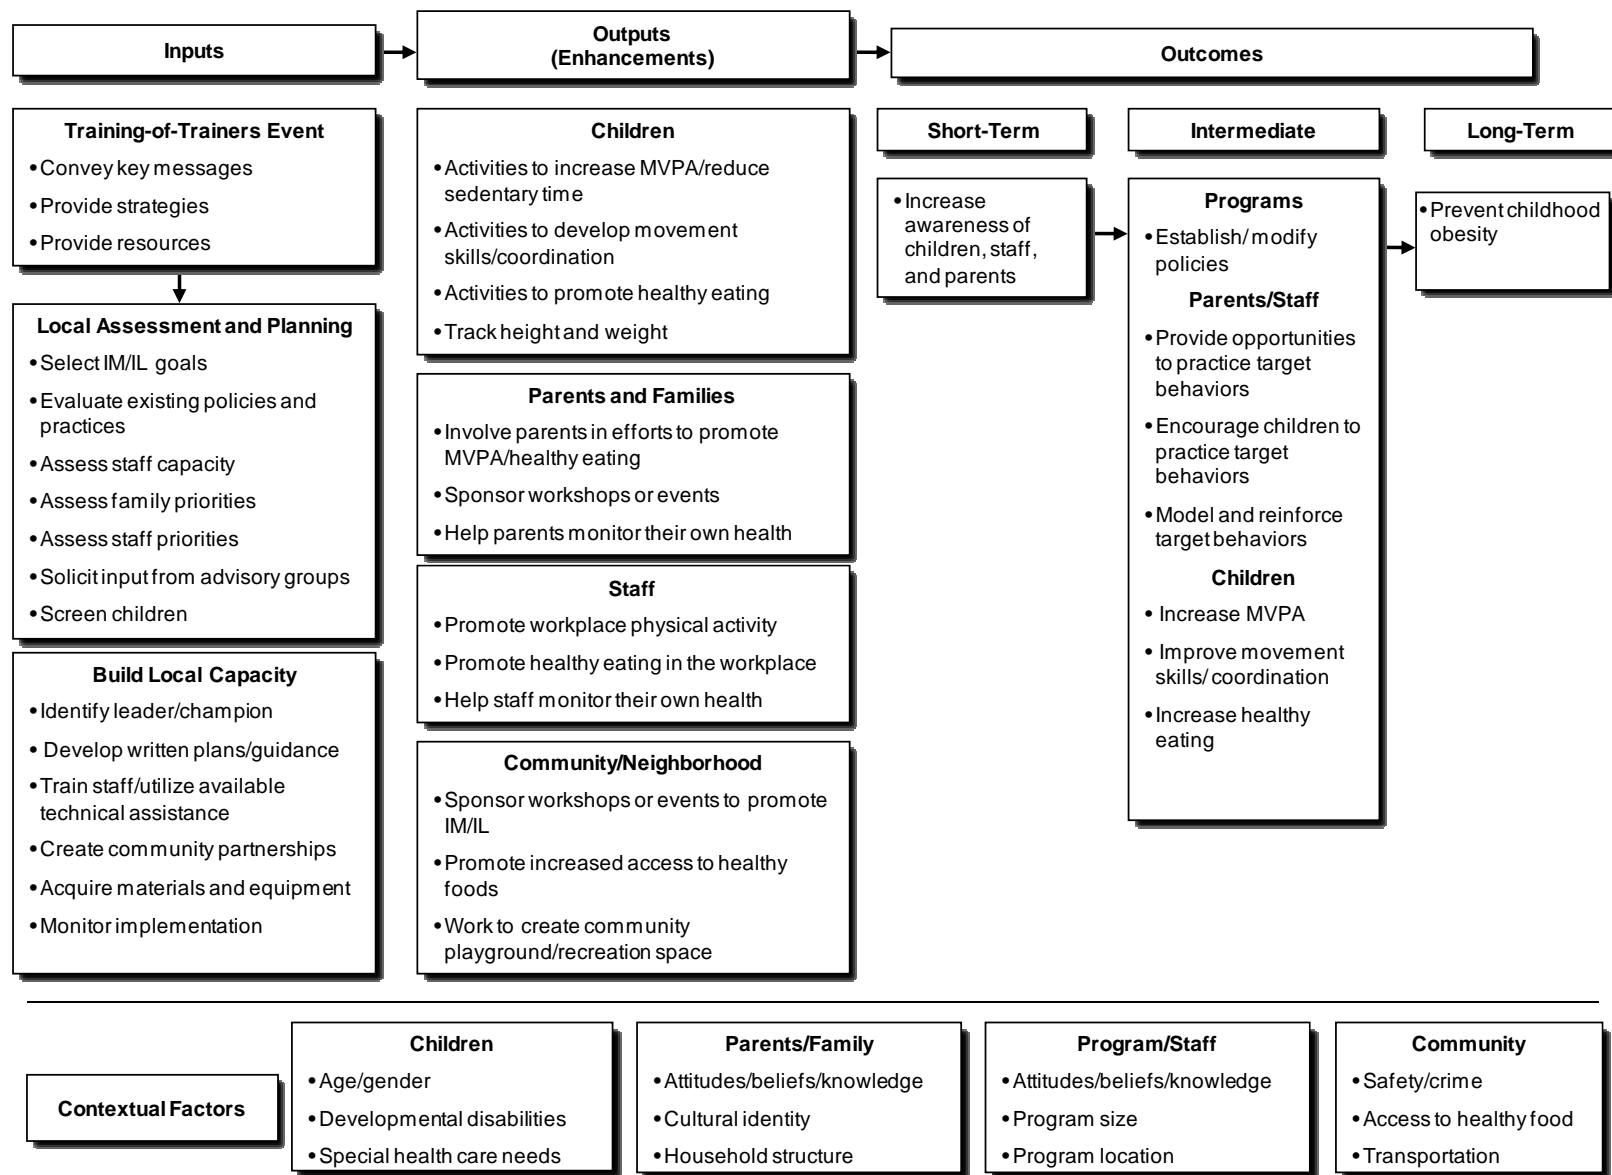 Inputs
Outputs
(Enhancements)
Outcomes
Training-of-Trainers Event
•Convey key messages
•Provide strategies
•Provide resources
Local Assessment and Planning
•Select IM/IL goals
•Evaluate existing policies and
practices
•Assess staff capacity
•Assess family priorities
•Assess staff priorities
•Solicit input from advisory groups
•Screen children
Build Local Capacity
•Identify leader/champion
• Develop written plans/guidance
•Train staff/utilize available
technical assistance
•Create community partnerships
•Acquire materials and equipment
•Monitor implementation
Children
•Activities to increase MVPA/reduce
sedentary time
•Activities to develop movement
skills/coordination
•Activities to promote healthy eating
•Track height and weight
Parents and Families
•Involve parents in efforts to promote
MVPA/healthy eating
•Sponsor workshops or events
•Help parents monitor their own health
Staff
•Promote workplace physical activity
•Promote healthy eating in the workplace
•Help staff monitor their own health
Community/Neighborhood
•Sponsor workshops or events to promote
IM/IL
•Promote increased access to healthy
foods
•Work to create community
playground/recreation space
Short-Term
•Increase
awareness of
children, staff,
and parents
Intermediate
Programs
•Establish/ modify
policies
Parents/Staff
•Provide opportunities
to practice target
behaviors
•Encourage children to
practice target
behaviors
•Model and reinforce
target behaviors
Children
• Increase MVPA
• Improve movement
skills/ coordination
•Increase healthy
eating
Long-Term
•Prevent childhood
obesity
Contextual Factors
Children
•Age/gender
•Developmental disabilities
•Special health care needs
Parents/Family
•Attitudes/beliefs/knowledge
•Cultural identity
•Household structure
Program/Staff
•Attitudes/beliefs/knowledge
•Program size
•Program location
Community
•Safety/crime
•Access to healthy food
•Transportation